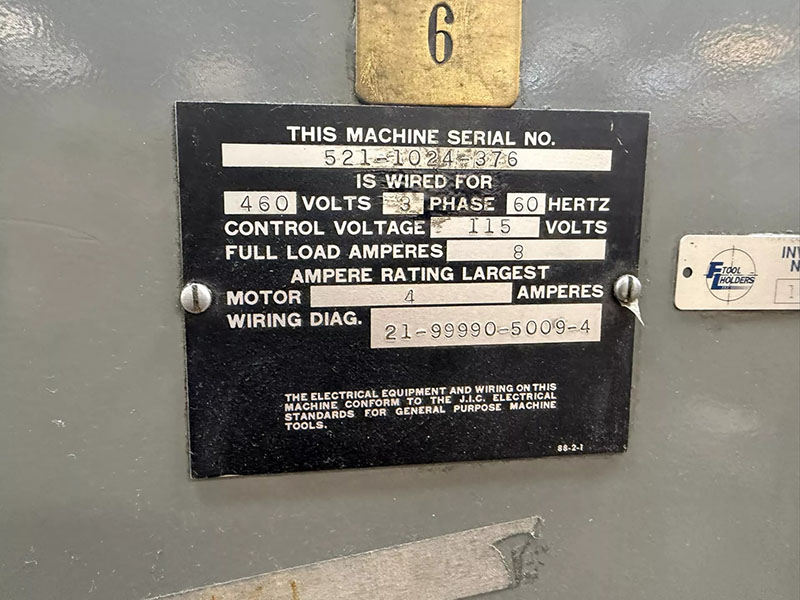 6
THIS MACHINE SERIAL NO.
521-1024-376
IS WIRED FOR
460 VOLTS 3 PHASE 60 HERTZ
CONTROL VOLTAGE 115 VOLTS
FULL LOAD AMPERES 8
AMPERE RATING LARGEST
MOTOR 4 AMPERES
WIRING DIAG. 21-99990-5009-4
THE ELECTRICAL EQUIPMENT AND WIRING ON THIS
MACHINE CONFORM TO THE J.I.C. ELECTRICAL
STANDARDS FOR GENERAL PURPOSE MACHINE
TOOLS.
88-2-1
TOOL
HOLDERS